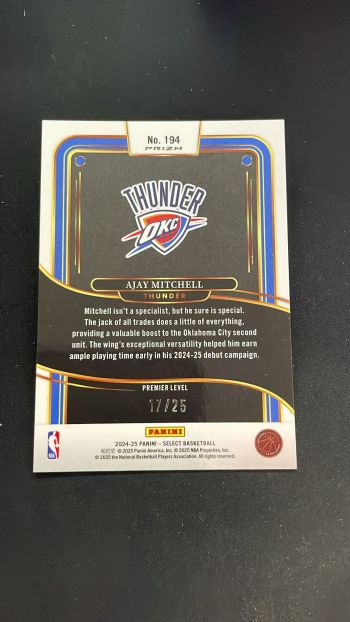 No. 194
PRIZM
THUNDER
OKC
AJAY MITCHELL
THUNDER
Mitchell isn't a specialist, but he sure is special.
The jack of all trades does a little of everything,
providing a valuable boost to the Oklahoma City second
unit. The wing's exceptional versatility helped him earn
ample playing time early in his 2024-25 debut campaign.
PREMIER LEVEL
17/25
PANINI
NBA
2024-25 PANINI – SELECT BASKETBALL
帕尼尼 © 2025 Panini America, Inc. © 2025 NBA Properties, Inc.
© 2025 the National Basketball Players Association. All rights reserved.